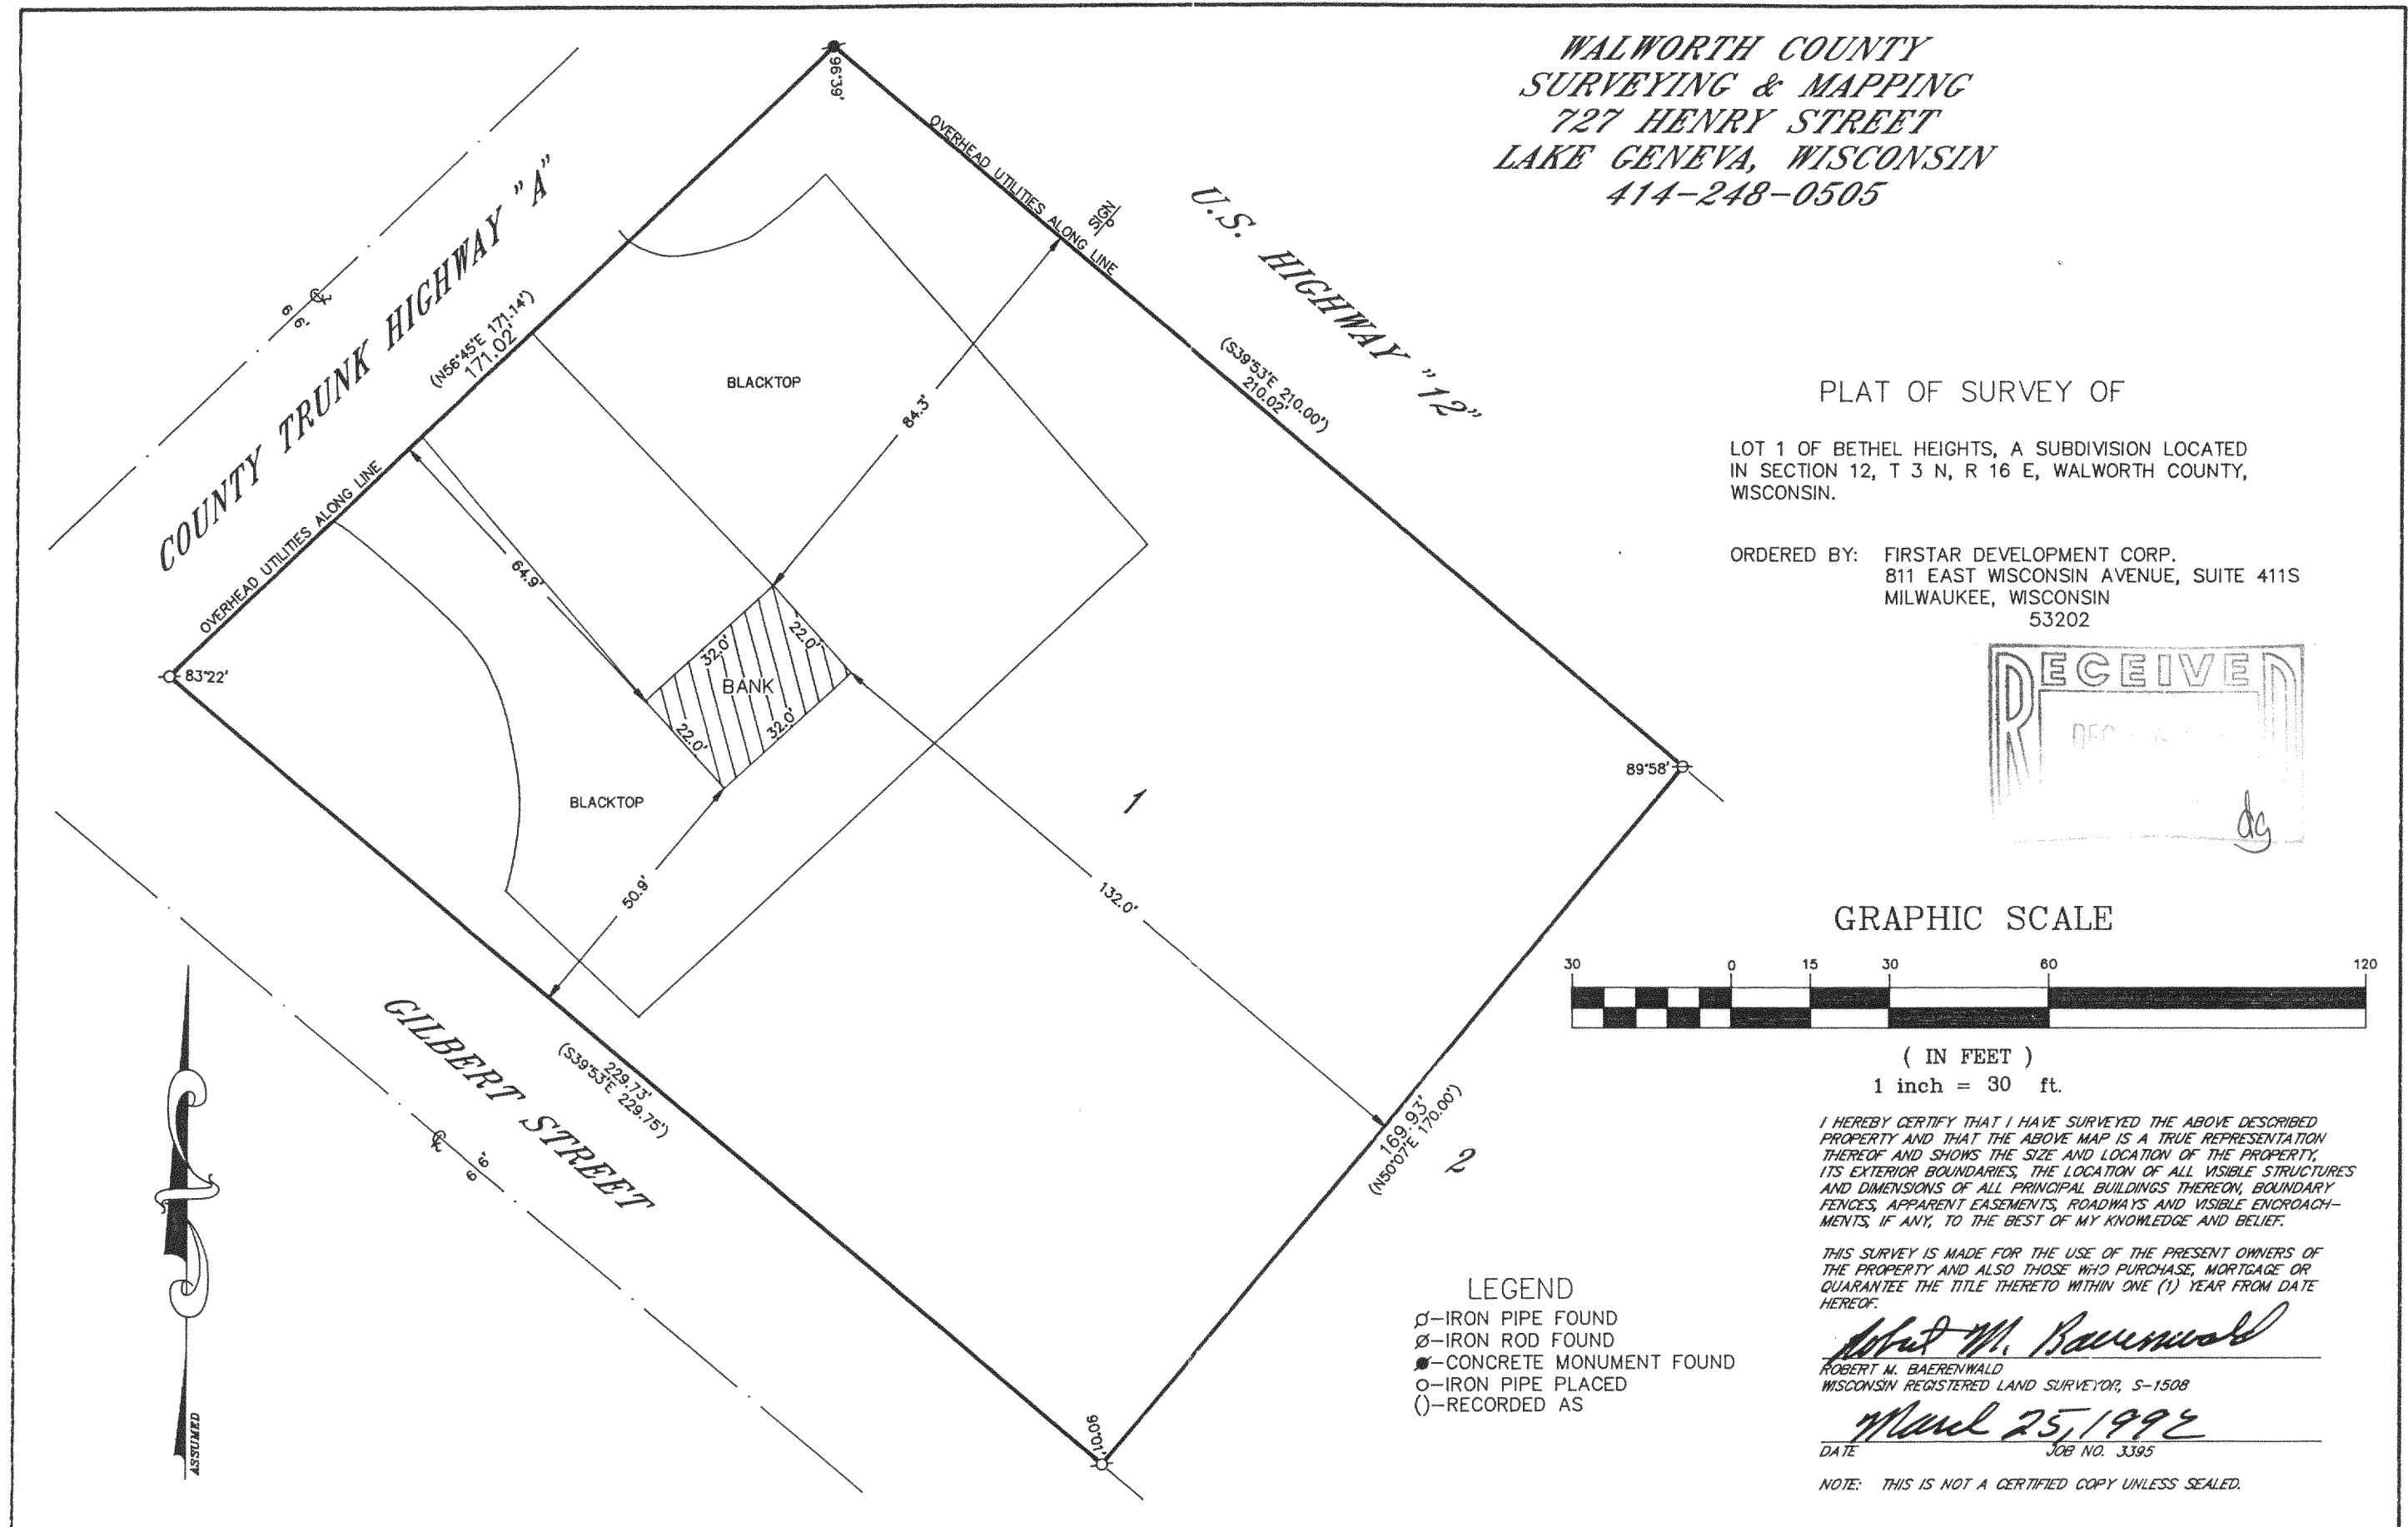 WALWORTH COUNTY
SURVEYING & MAPPING
727 HENRY STREET
LAKE GENEVA, WISCONSIN
414-248-0505
96°39'
OVERHEAD UTILITIES ALONG LINE
SIGN
U.S. HIGHWAY "12"
(S39°53'E 210.00')
210.02'
COUNTY TRUNK HIGHWAY "A"
66'
(N56°45'E 171.14')
171.02'
OVERHEAD UTILITIES ALONG LINE
BLACKTOP
84.3'
64.9'
83°22'
32.0'
22.0'
BANK
22.0'
32.0'
BLACKTOP
50.9'
132.0'
1
89°58'
GILBERT STREET
66'
229.73'
(S39°53'E 229.75')
169.93'
(N50°07'E 170.00')
2
90°01'
ASSUMED
PLAT OF SURVEY OF
LOT 1 OF BETHEL HEIGHTS, A SUBDIVISION LOCATED
IN SECTION 12, T 3 N, R 16 E, WALWORTH COUNTY,
WISCONSIN.
ORDERED BY: FIRSTAR DEVELOPMENT CORP.
811 EAST WISCONSIN AVENUE, SUITE 411S
MILWAUKEE, WISCONSIN
53202
RECEIVED
DEC
dg
GRAPHIC SCALE
30 0 15 30 60 120
( IN FEET )
1 inch = 30 ft.
I HEREBY CERTIFY THAT I HAVE SURVEYED THE ABOVE DESCRIBED
PROPERTY AND THAT THE ABOVE MAP IS A TRUE REPRESENTATION
THEREOF AND SHOWS THE SIZE AND LOCATION OF THE PROPERTY,
ITS EXTERIOR BOUNDARIES, THE LOCATION OF ALL VISIBLE STRUCTURES
AND DIMENSIONS OF ALL PRINCIPAL BUILDINGS THEREON, BOUNDARY
FENCES, APPARENT EASEMENTS, ROADWAYS AND VISIBLE ENCROACH-
MENTS, IF ANY, TO THE BEST OF MY KNOWLEDGE AND BELIEF.
THIS SURVEY IS MADE FOR THE USE OF THE PRESENT OWNERS OF
THE PROPERTY AND ALSO THOSE WHO PURCHASE, MORTGAGE OR
QUARANTEE THE TITLE THERETO WITHIN ONE (1) YEAR FROM DATE
HEREOF.
Robert M. Baerenwald
ROBERT M. BAERENWALD
WISCONSIN REGISTERED LAND SURVEYOR, S-1508
March 25, 1992
DATE JOB NO. 3395
NOTE: THIS IS NOT A CERTIFIED COPY UNLESS SEALED.
LEGEND
-IRON PIPE FOUND
-IRON ROD FOUND
-CONCRETE MONUMENT FOUND
-IRON PIPE PLACED
()-RECORDED AS